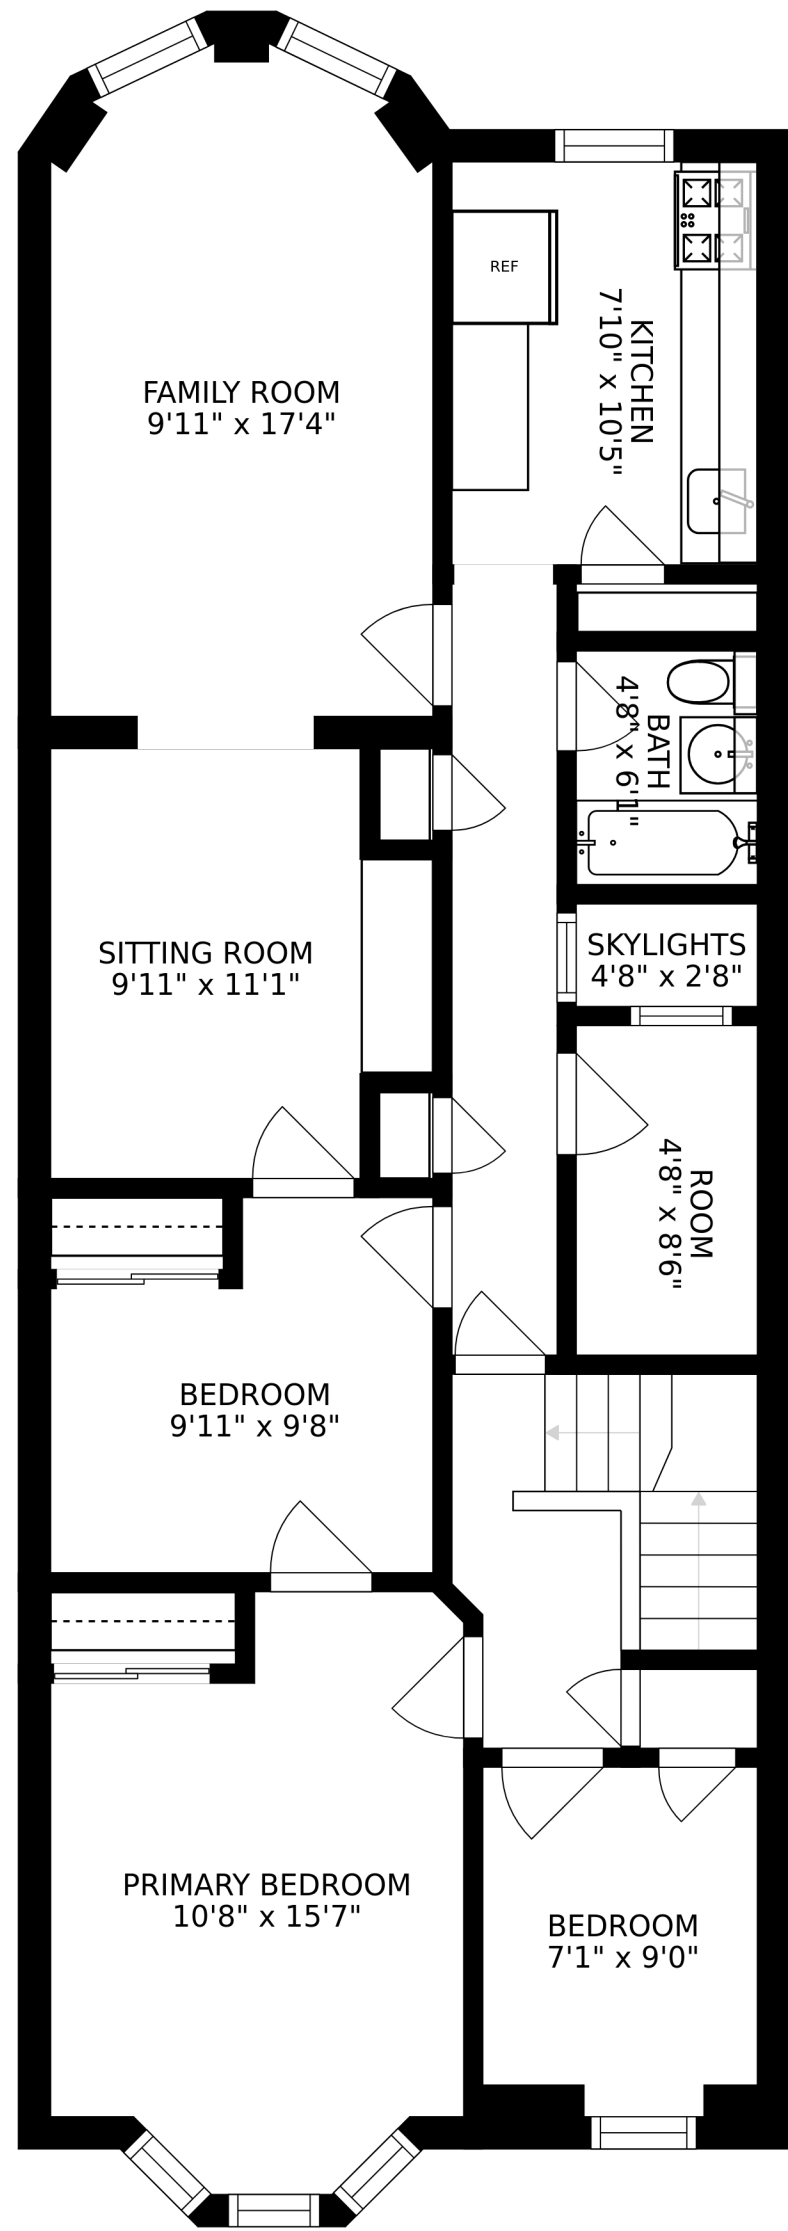 REF
KITCHEN
7'10" x 10'5"
FAMILY ROOM
9'11" x 17'4"
BATH
4'8" x 6'1"
SITTING ROOM
9'11" x 11'1"
SKYLIGHTS
4'8" x 2'8"
ROOM
4'8" x 8'6"
BEDROOM
9'11" x 9'8"
PRIMARY BEDROOM
10'8" x 15'7"
BEDROOM
7'1" x 9'0"